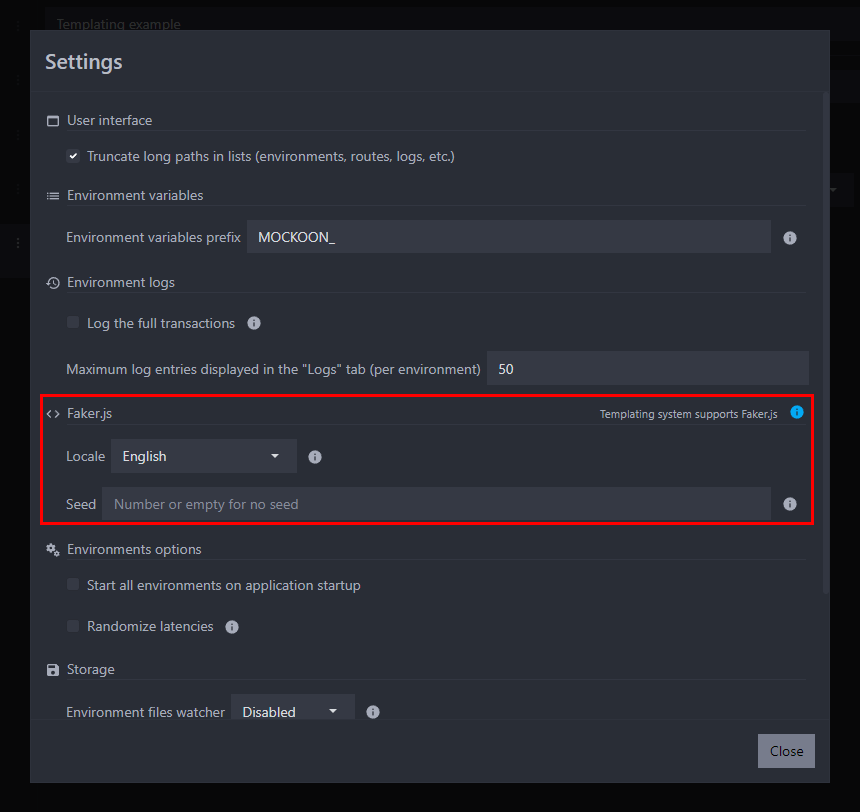 Templating example
Settings
User interface
Truncate long paths in lists (environments, routes, logs, etc.)
Environment variables
Environment variables prefix MOCKOON_
Environment logs
Log the full transactions
Maximum log entries displayed in the "Logs" tab (per environment) 50
Faker.js Templating system supports Faker.js
Locale English
Seed Number or empty for no seed
Environments options
Start all environments on application startup
Randomize latencies
Storage
Environment files watcher Disabled
Close